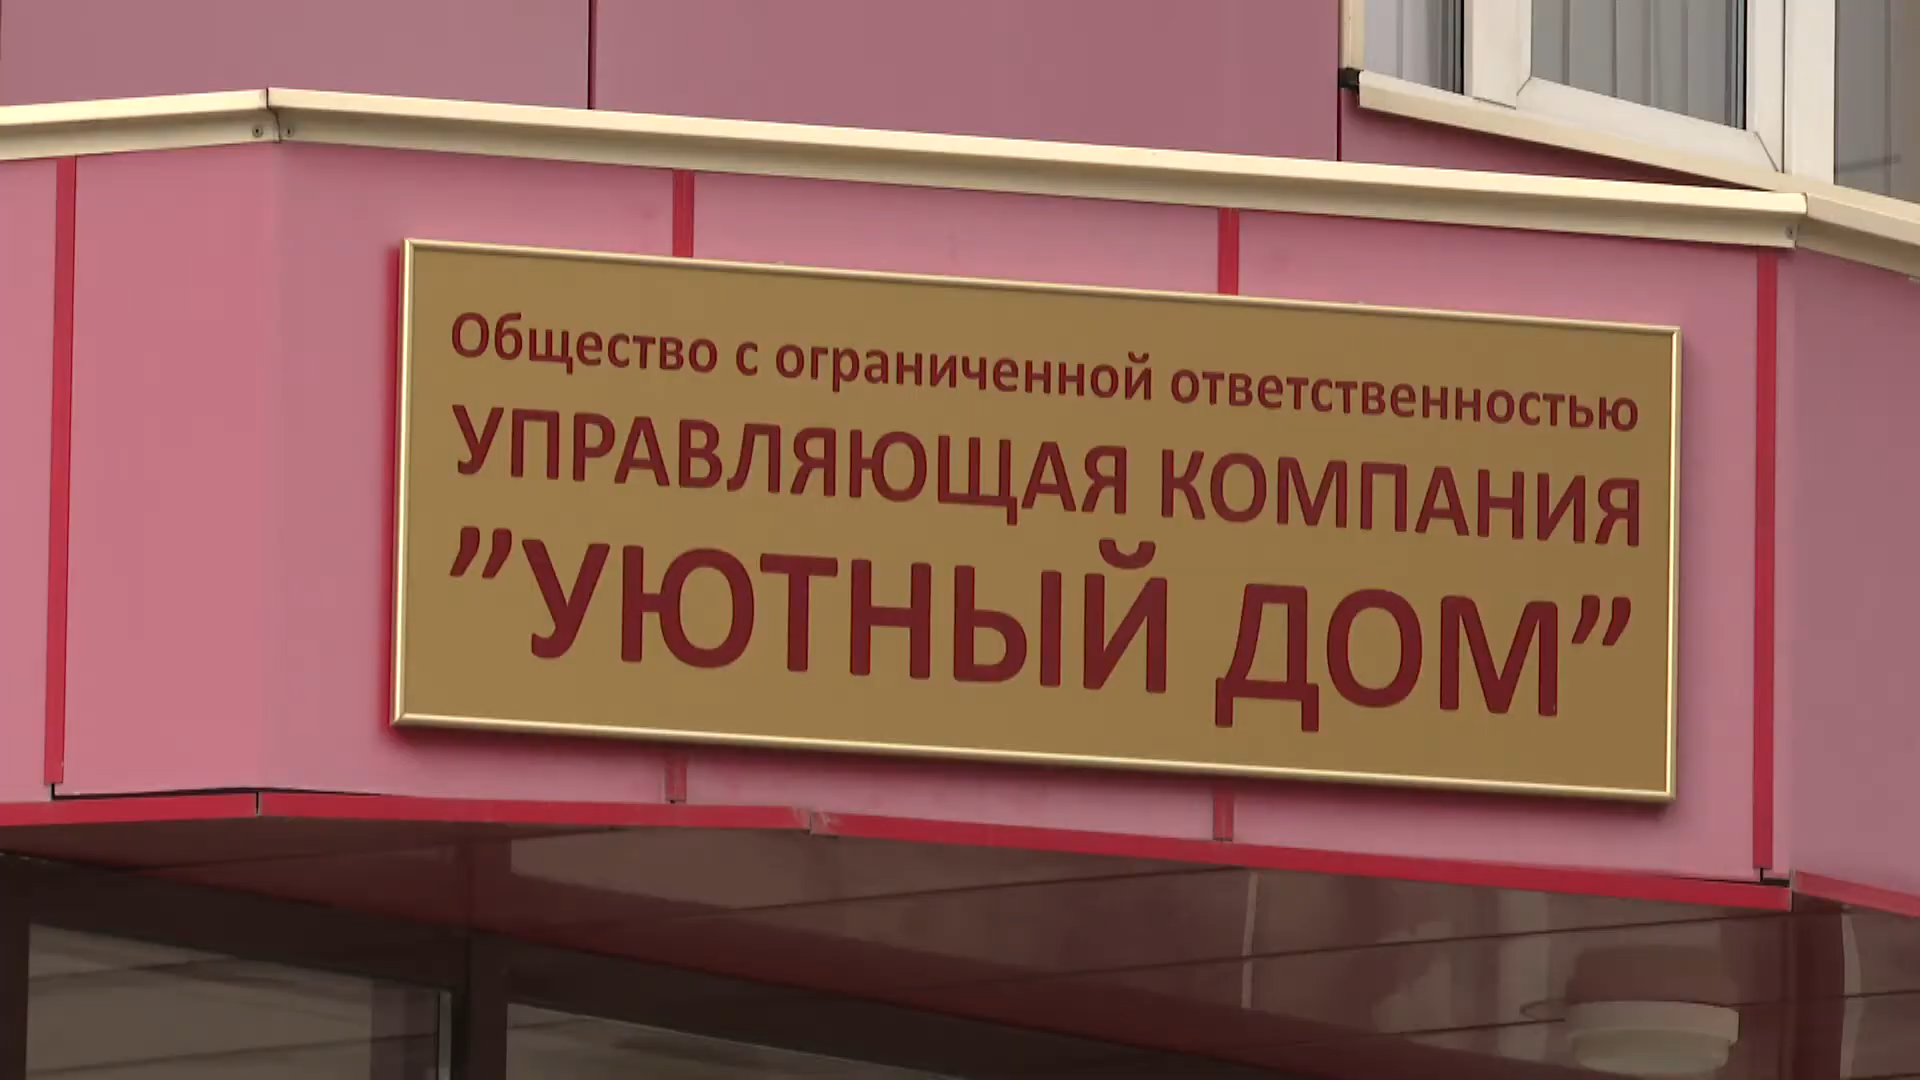 Общество с ограниченной ответственностью
УПРАВЛЯЮЩАЯ КОМПАНИЯ
”УЮТНЫЙ ДОМ”